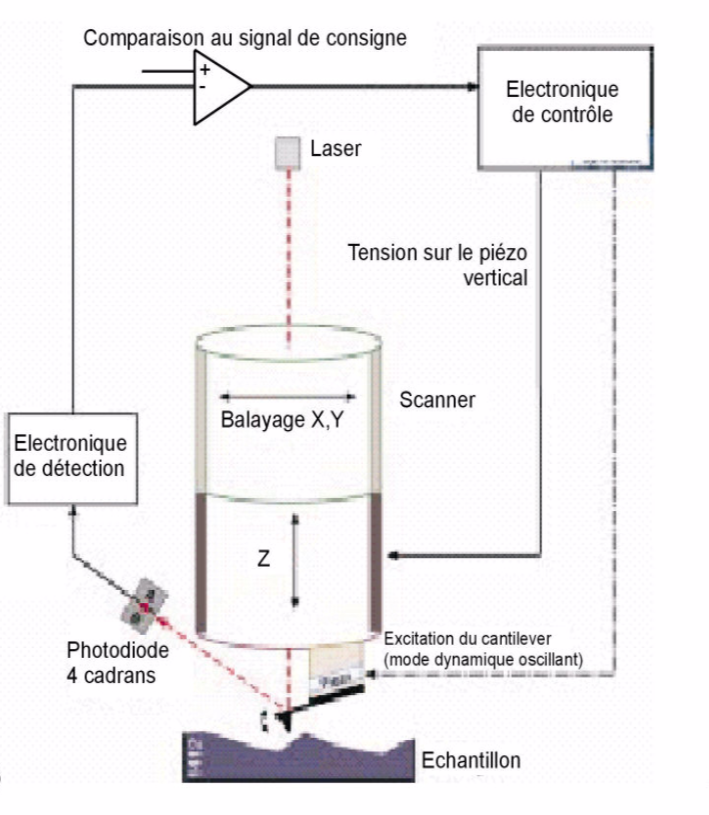 Comparaison au signal de consigne
+
-
Electronique
de contrôle
Laser
Tension sur le piézo
vertical
Scanner
Balayage X,Y
Electronique
de détection
Z
Photodiode
4 cadrans
Excitation du cantilever
(mode dynamique oscillant)
Echantillon